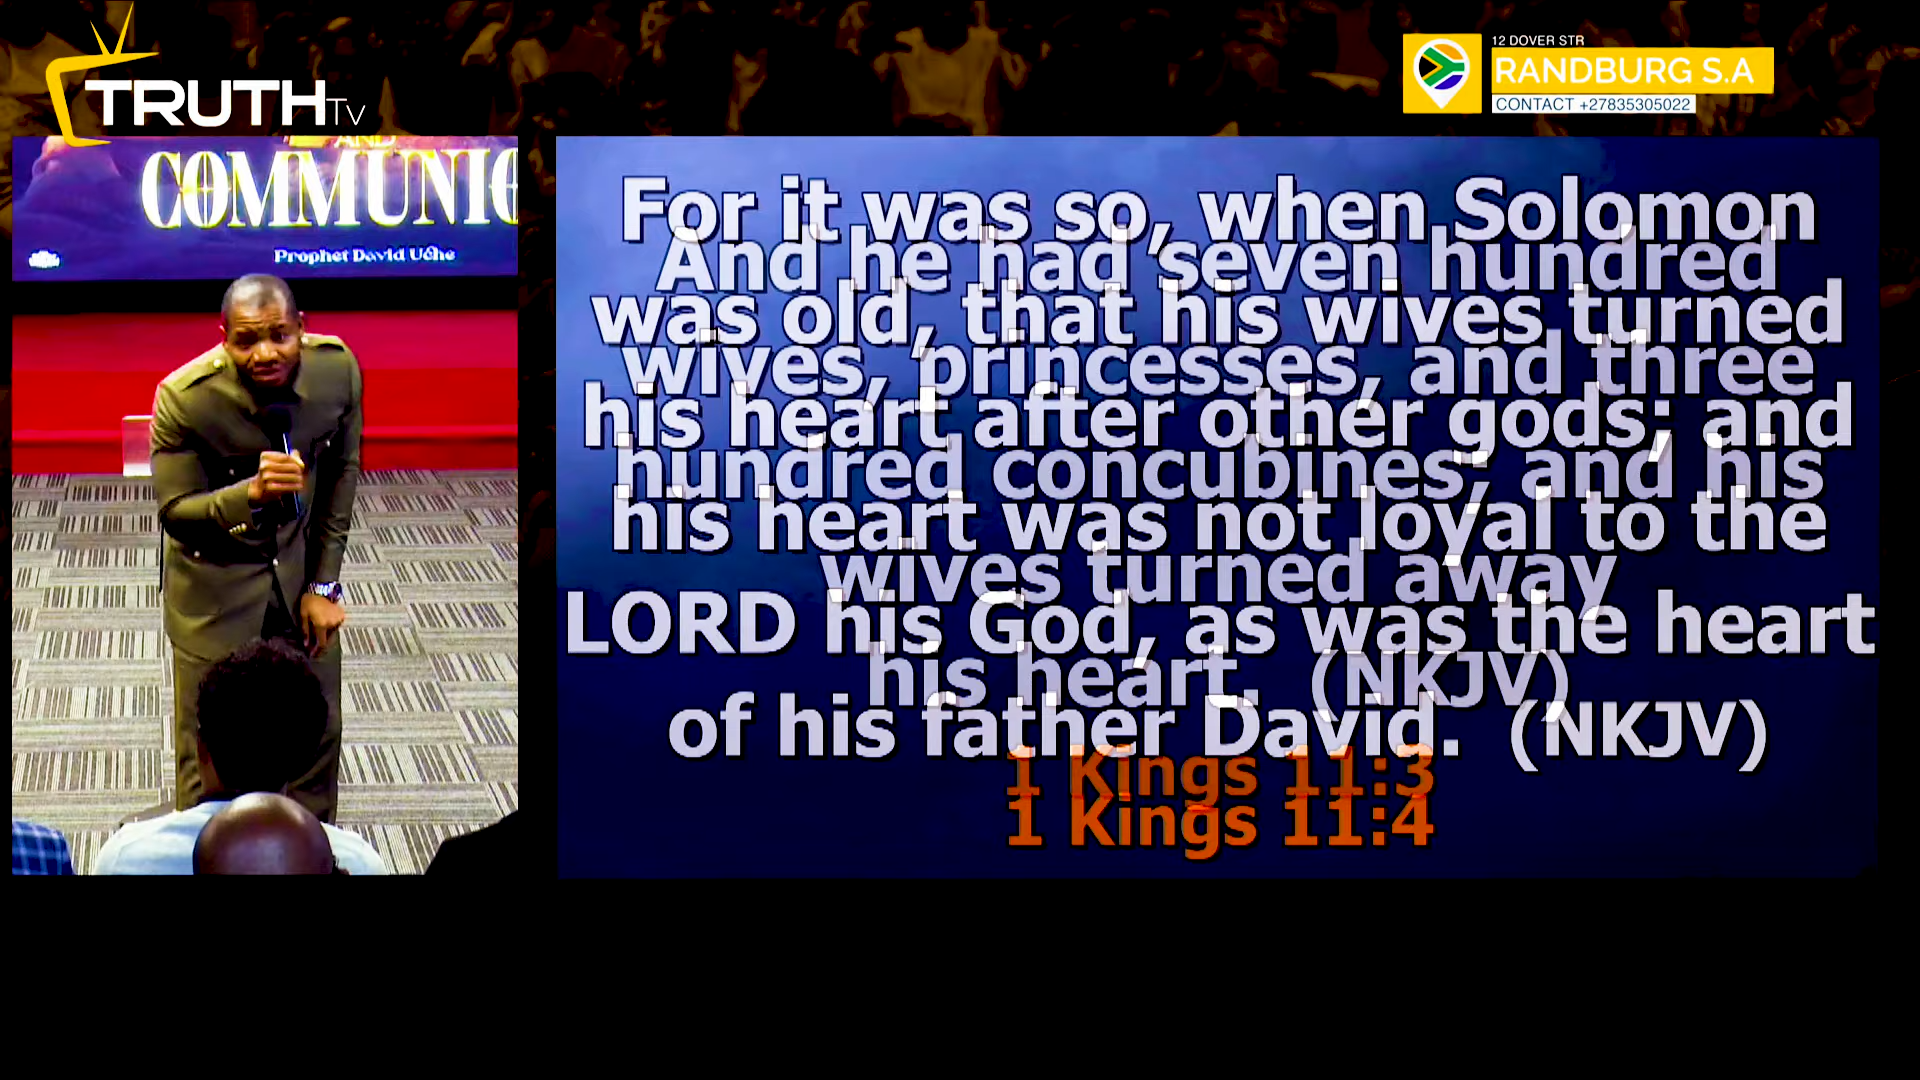 TRUTH TV
12 DOVER STR
RANDBURG S.A
CONTACT +27835305022
AND
COMMUNIO
Prophet David Uche
For it was so, when Solomon
was old, that his wives turned
his heart after other gods; and
his heart was not loyal to the
LORD his God, as was the heart
of his father David. (NKJV)
1 Kings 11:4
And he had seven hundred
wives, princesses, and three
hundred concubines; and his
wives turned away
his heart. (NKJV)
1 Kings 11:3